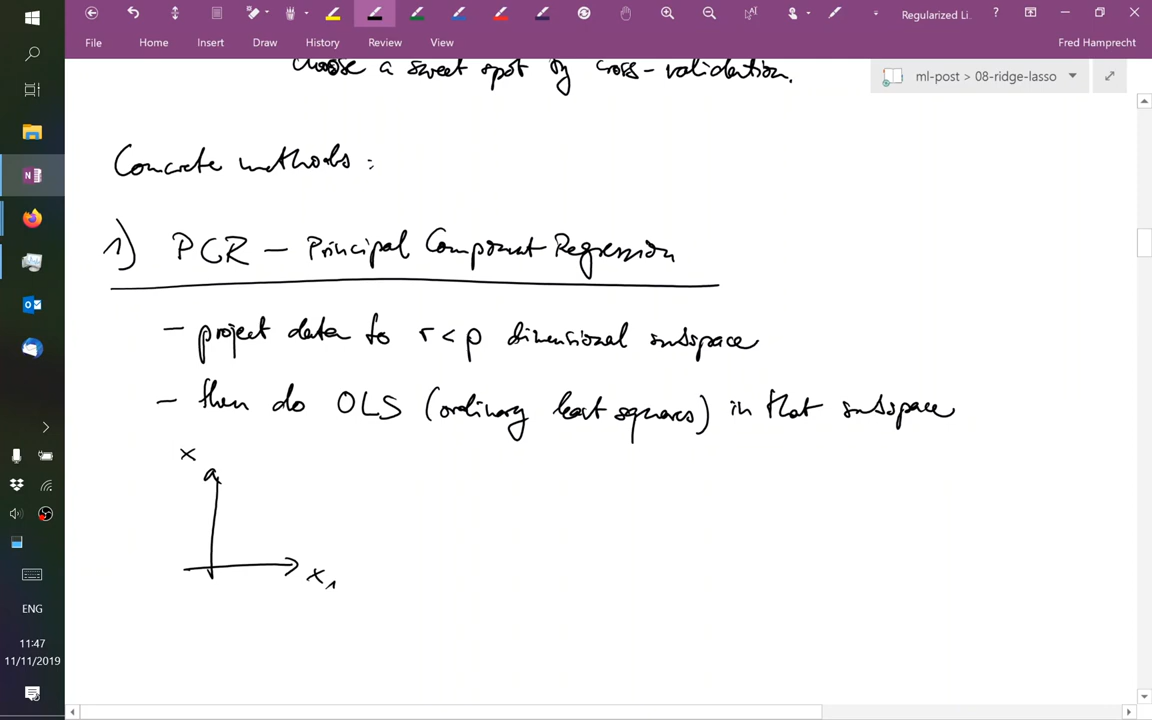 Regularized Li...
File Home Insert Draw History Review View
Fred Hamprecht
choose a sweet spot by cross-validation.
ml-post > 08-ridge-lasso
Concrete methods:
1) PCR – Principal Component Regression
– project data to r < p dimensional subspace
– then do OLS (ordinary least squares) in that subspace
x
x1
ENG
11:47
11/11/2019